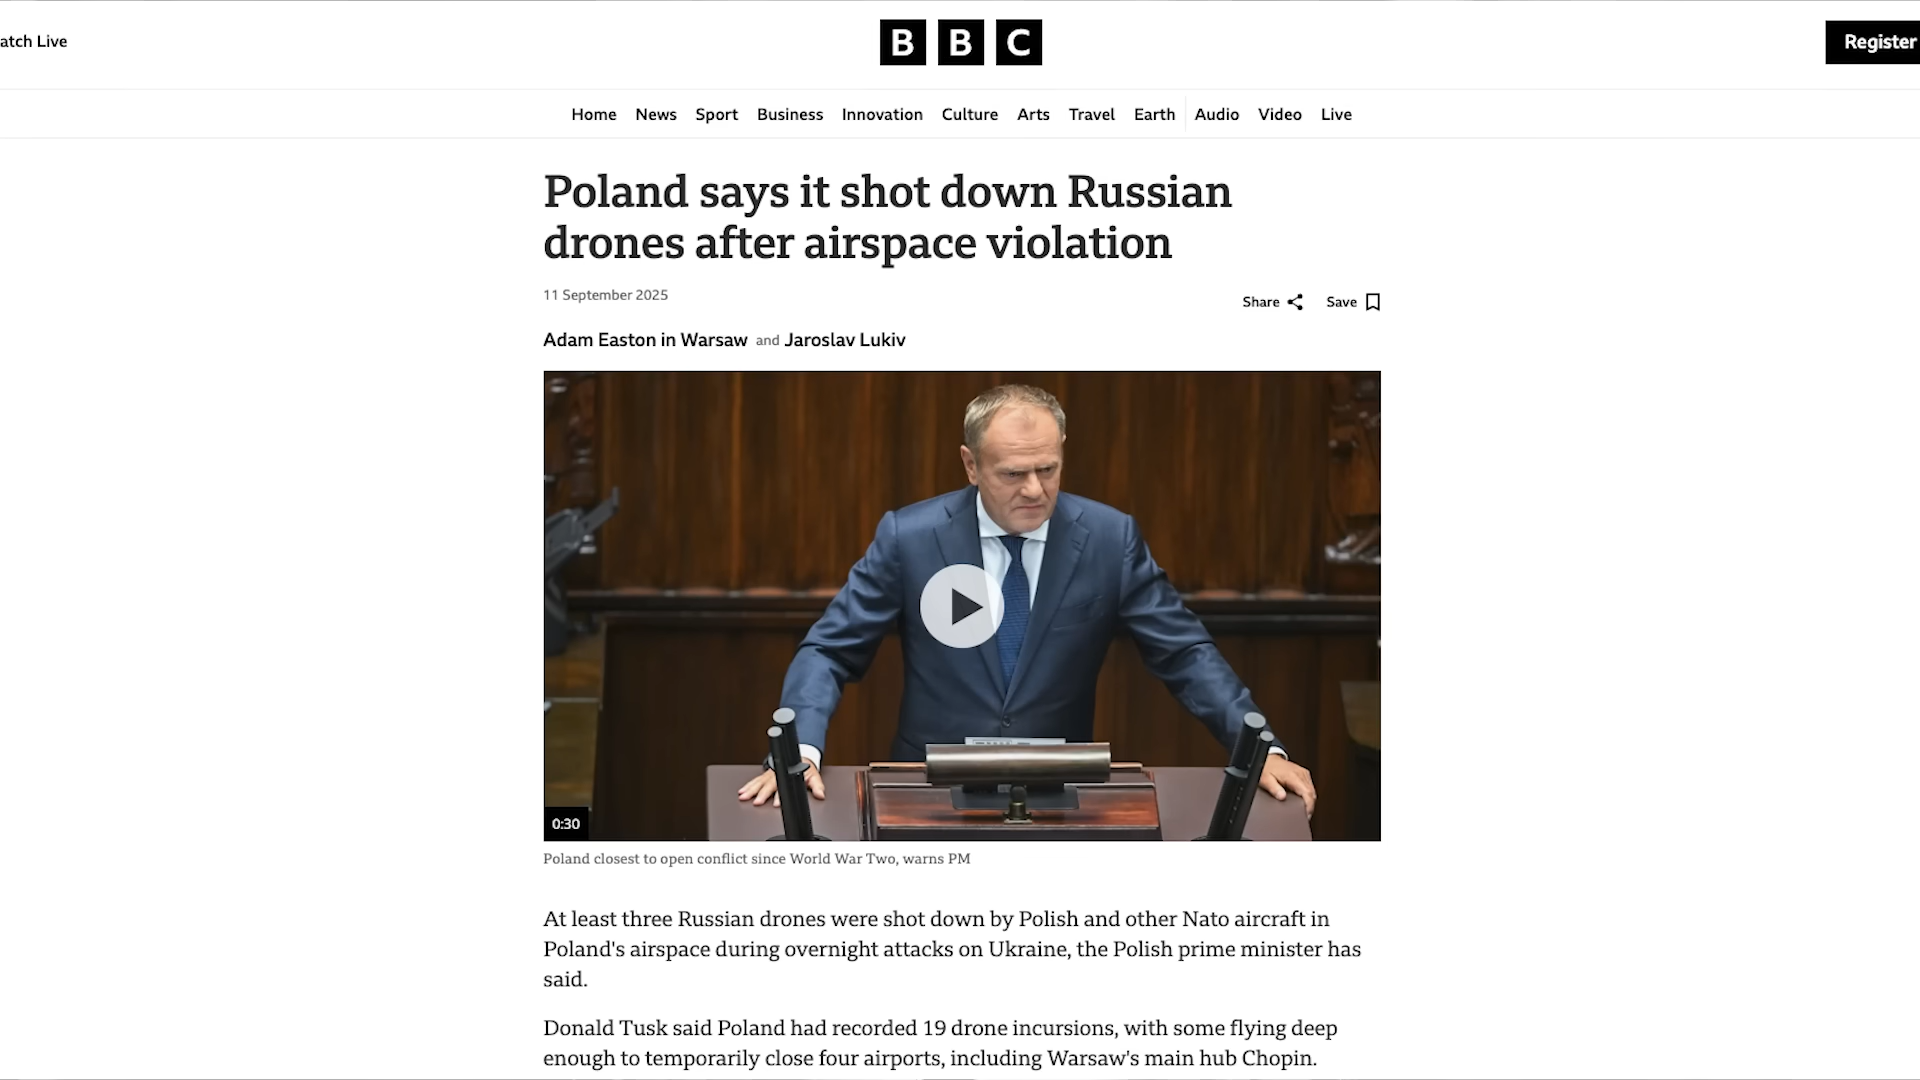 atch Live
BBC
Register
Home News Sport Business Innovation Culture Arts Travel Earth Audio Video Live
Poland says it shot down Russian
drones after airspace violation
11 September 2025
Share Save
Adam Easton in Warsaw and Jaroslav Lukiv
0:30
Poland closest to open conflict since World War Two, warns PM
At least three Russian drones were shot down by Polish and other Nato aircraft in
Poland's airspace during overnight attacks on Ukraine, the Polish prime minister has
said.
Donald Tusk said Poland had recorded 19 drone incursions, with some flying deep
enough to temporarily close four airports, including Warsaw's main hub Chopin.